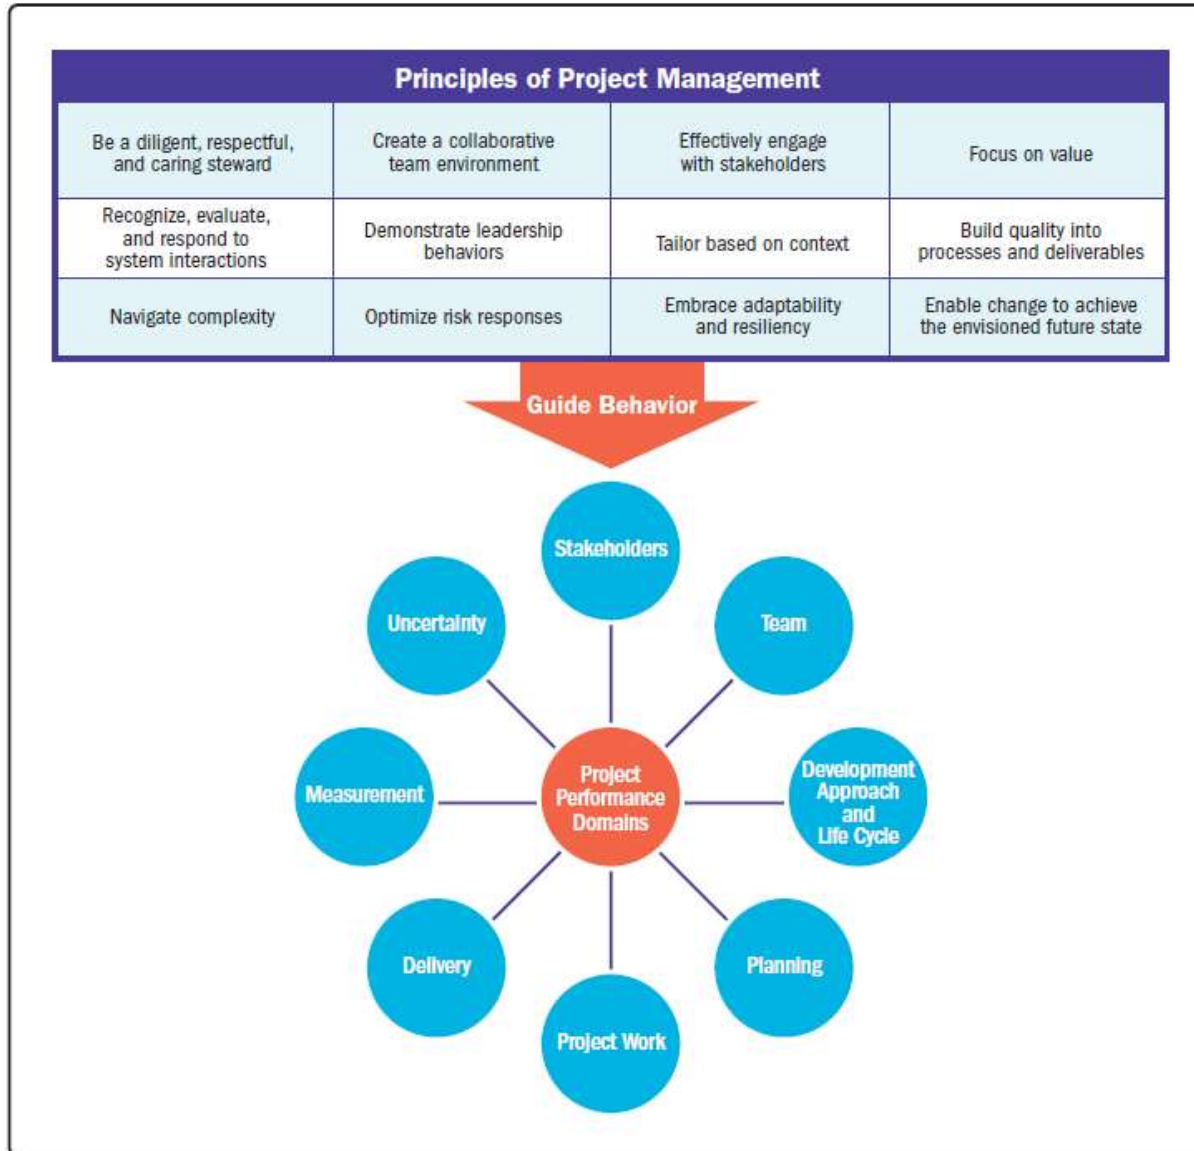 Principles of Project Management
Be a diligent, respectful,
and caring steward
Create a collaborative
team environment
Effectively engage
with stakeholders
Focus on value
Recognize, evaluate,
and respond to
system interactions
Demonstrate leadership
behaviors
Tailor based on context
Build quality into
processes and deliverables
Navigate complexity
Optimize risk responses
Embrace adaptability
and resiliency
Enable change to achieve
the envisioned future state
Guide Behavior
Stakeholders
Uncertainty
Team
Measurement
Project
Performance
Domains
Development
Approach
and
Life Cycle
Delivery
Planning
Project Work